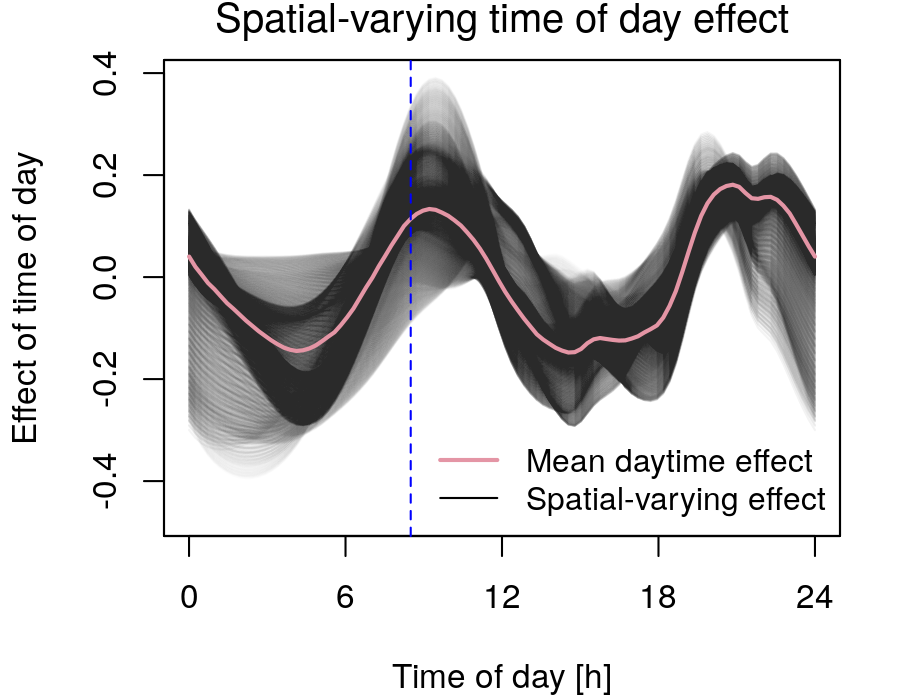 Spatial-varying time of day effect
Effect of time of day
0.4
0.2
0.0
-0.2
-0.4
Mean daytime effect
Spatial-varying effect
0 6 12 18 24
Time of day [h]